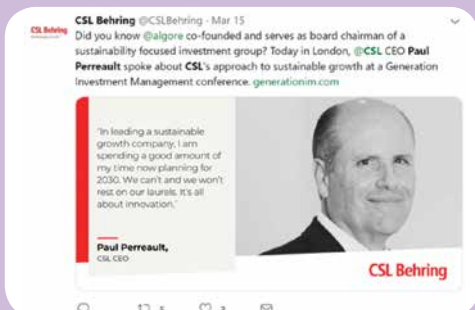 CSL Behring @CSLBehring · Mar 15
CSL Behring
Did you know @algore co-founded and serves as board chairman of a
sustainability focused investment group? Today in London, @CSL CEO Paul
Perreault spoke about CSL's approach to sustainable growth at a Generation
Investment Management conference. generationim.com
"In leading a sustainable
growth company, I am
spending a good amount of
my time now planning for
2030. We can't and we won't
rest on our laurels. It's all
about innovation."
Paul Perreault,
CSL CEO
CSL Behring